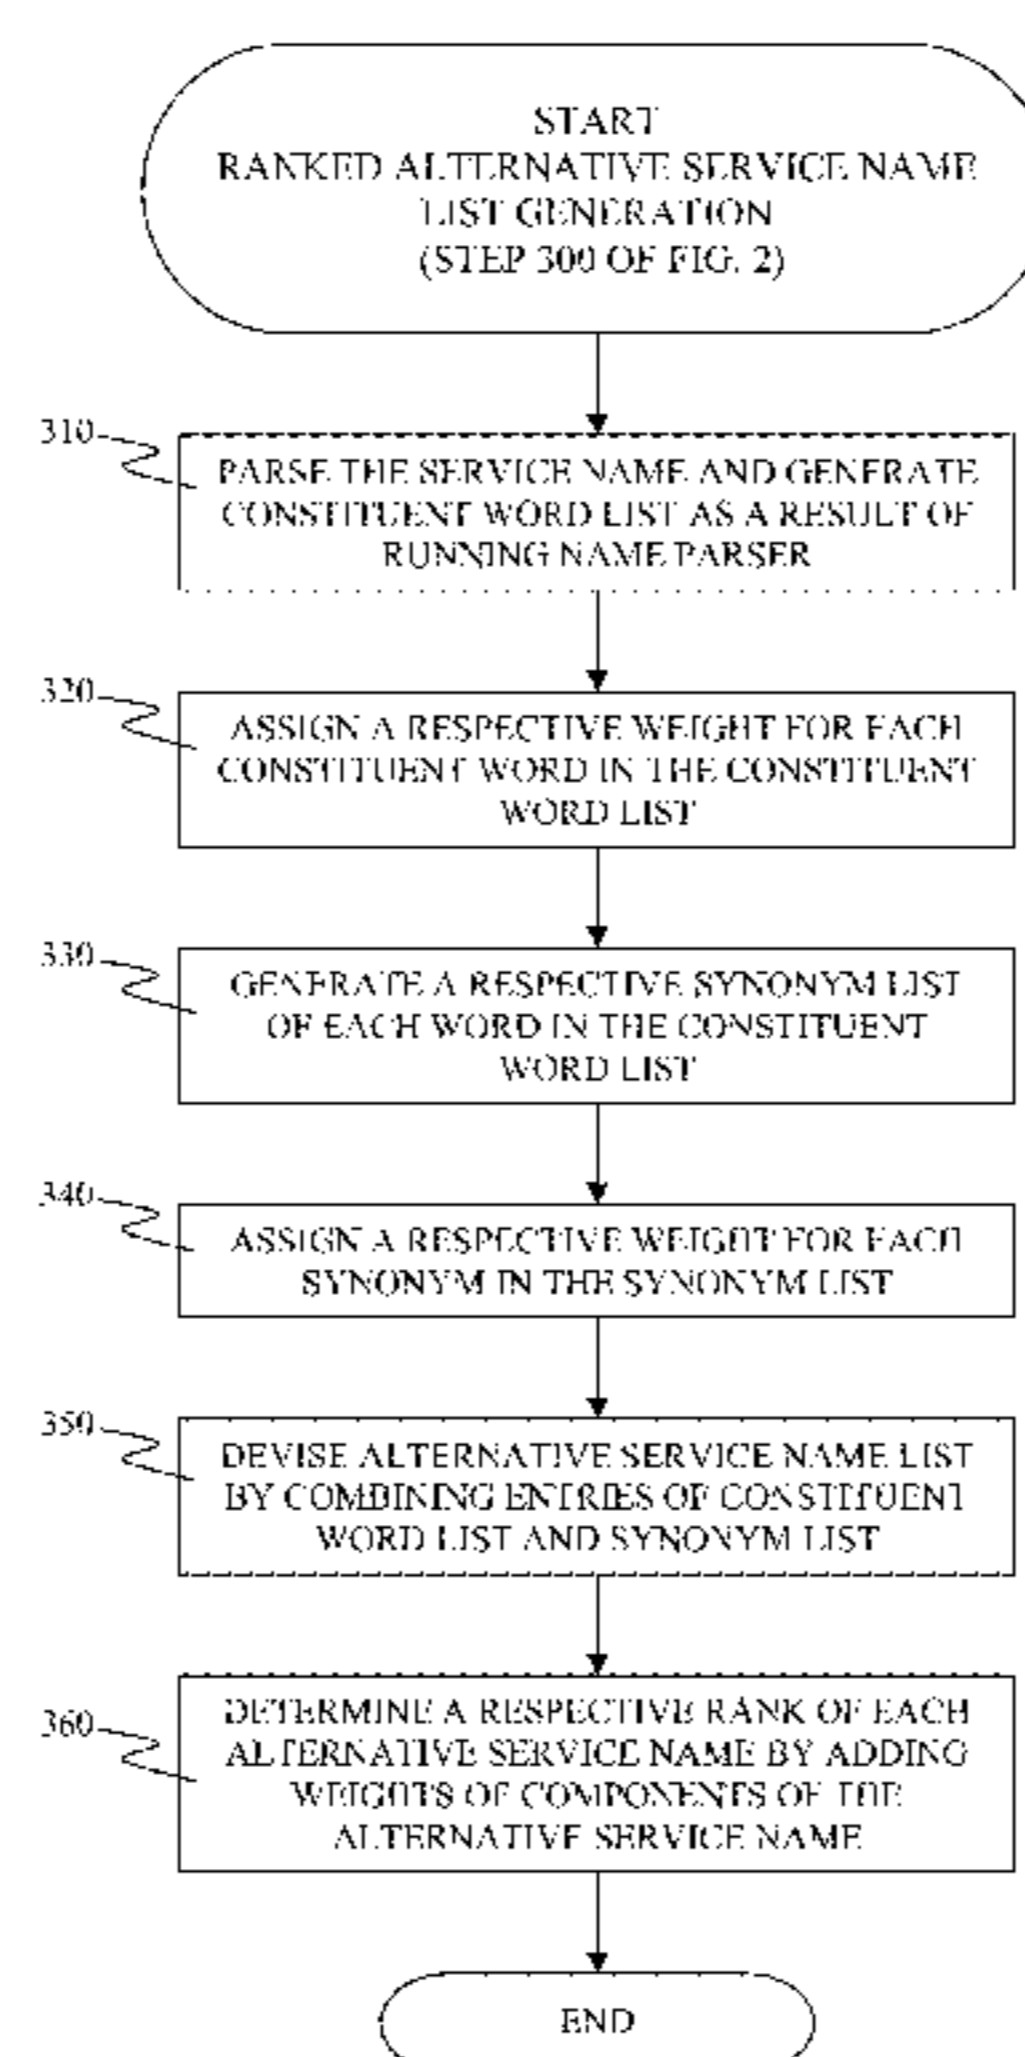 START
RANKED ALTERNATIVE SERVICE NAME
LIST GENERATION
(STEP 300 OF FIG. 2)
310
PARSE THE SERVICE NAME AND GENERATE
CONSTITUENT WORD LIST AS A RESULT OF
RUNNING NAME PARSER
320
ASSIGN A RESPECTIVE WEIGHT FOR EACH
CONSTITUENT WORD IN THE CONSTITUENT
WORD LIST
330
GENERATE A RESPECTIVE SYNONYM LIST
OF EACH WORD IN THE CONSTITUENT
WORD LIST
340
ASSIGN A RESPECTIVE WEIGHT FOR EACH
SYNONYM IN THE SYNONYM LIST
350
DEVISE ALTERNATIVE SERVICE NAME LIST
BY COMBINING ENTRIES OF CONSTITUENT
WORD LIST AND SYNONYM LIST
360
DETERMINE A RESPECTIVE RANK OF EACH
ALTERNATIVE SERVICE NAME BY ADDING
WEIGHTS OF COMPONENTS OF THE
ALTERNATIVE SERVICE NAME
END